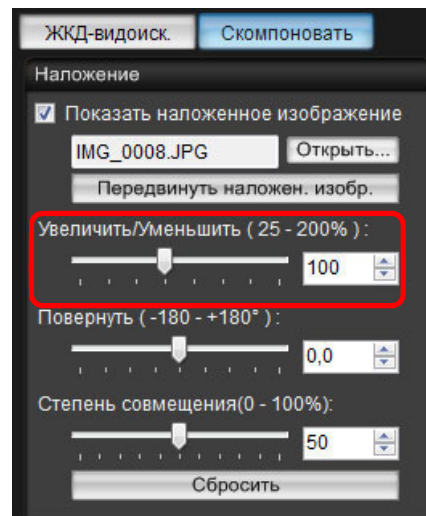 ЖКД-видоиск. Скомпоновать
Наложение
Показать наложенное изображение
IMG_0008.JPG Открыть...
Передвинуть наложен. изобр.
Увеличить/Уменьшить ( 25 - 200% ) :
100
Повернуть ( -180 - +180° ) :
0,0
Степень совмещения(0 - 100%):
50
Сбросить